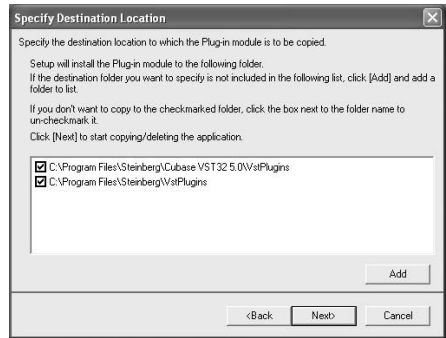 Specify Destination Location
Specify the destination location to which the Plug-in module is to be copied.
Setup will install the Plug-in module to the following folder.
If the destination folder you want to specify is not included in the following list, click [Add] and add a
folder to list.
If you don't want to copy to the checkmarked folder, click the box next to the folder name to
un-checkmark it.
Click [Next] to start copying/deleting the application.
C:\Program Files\Steinberg\Cubase VST32 5.0\VstPlugins
C:\Program Files\Steinberg\VstPlugins
Add
<Back Next> Cancel